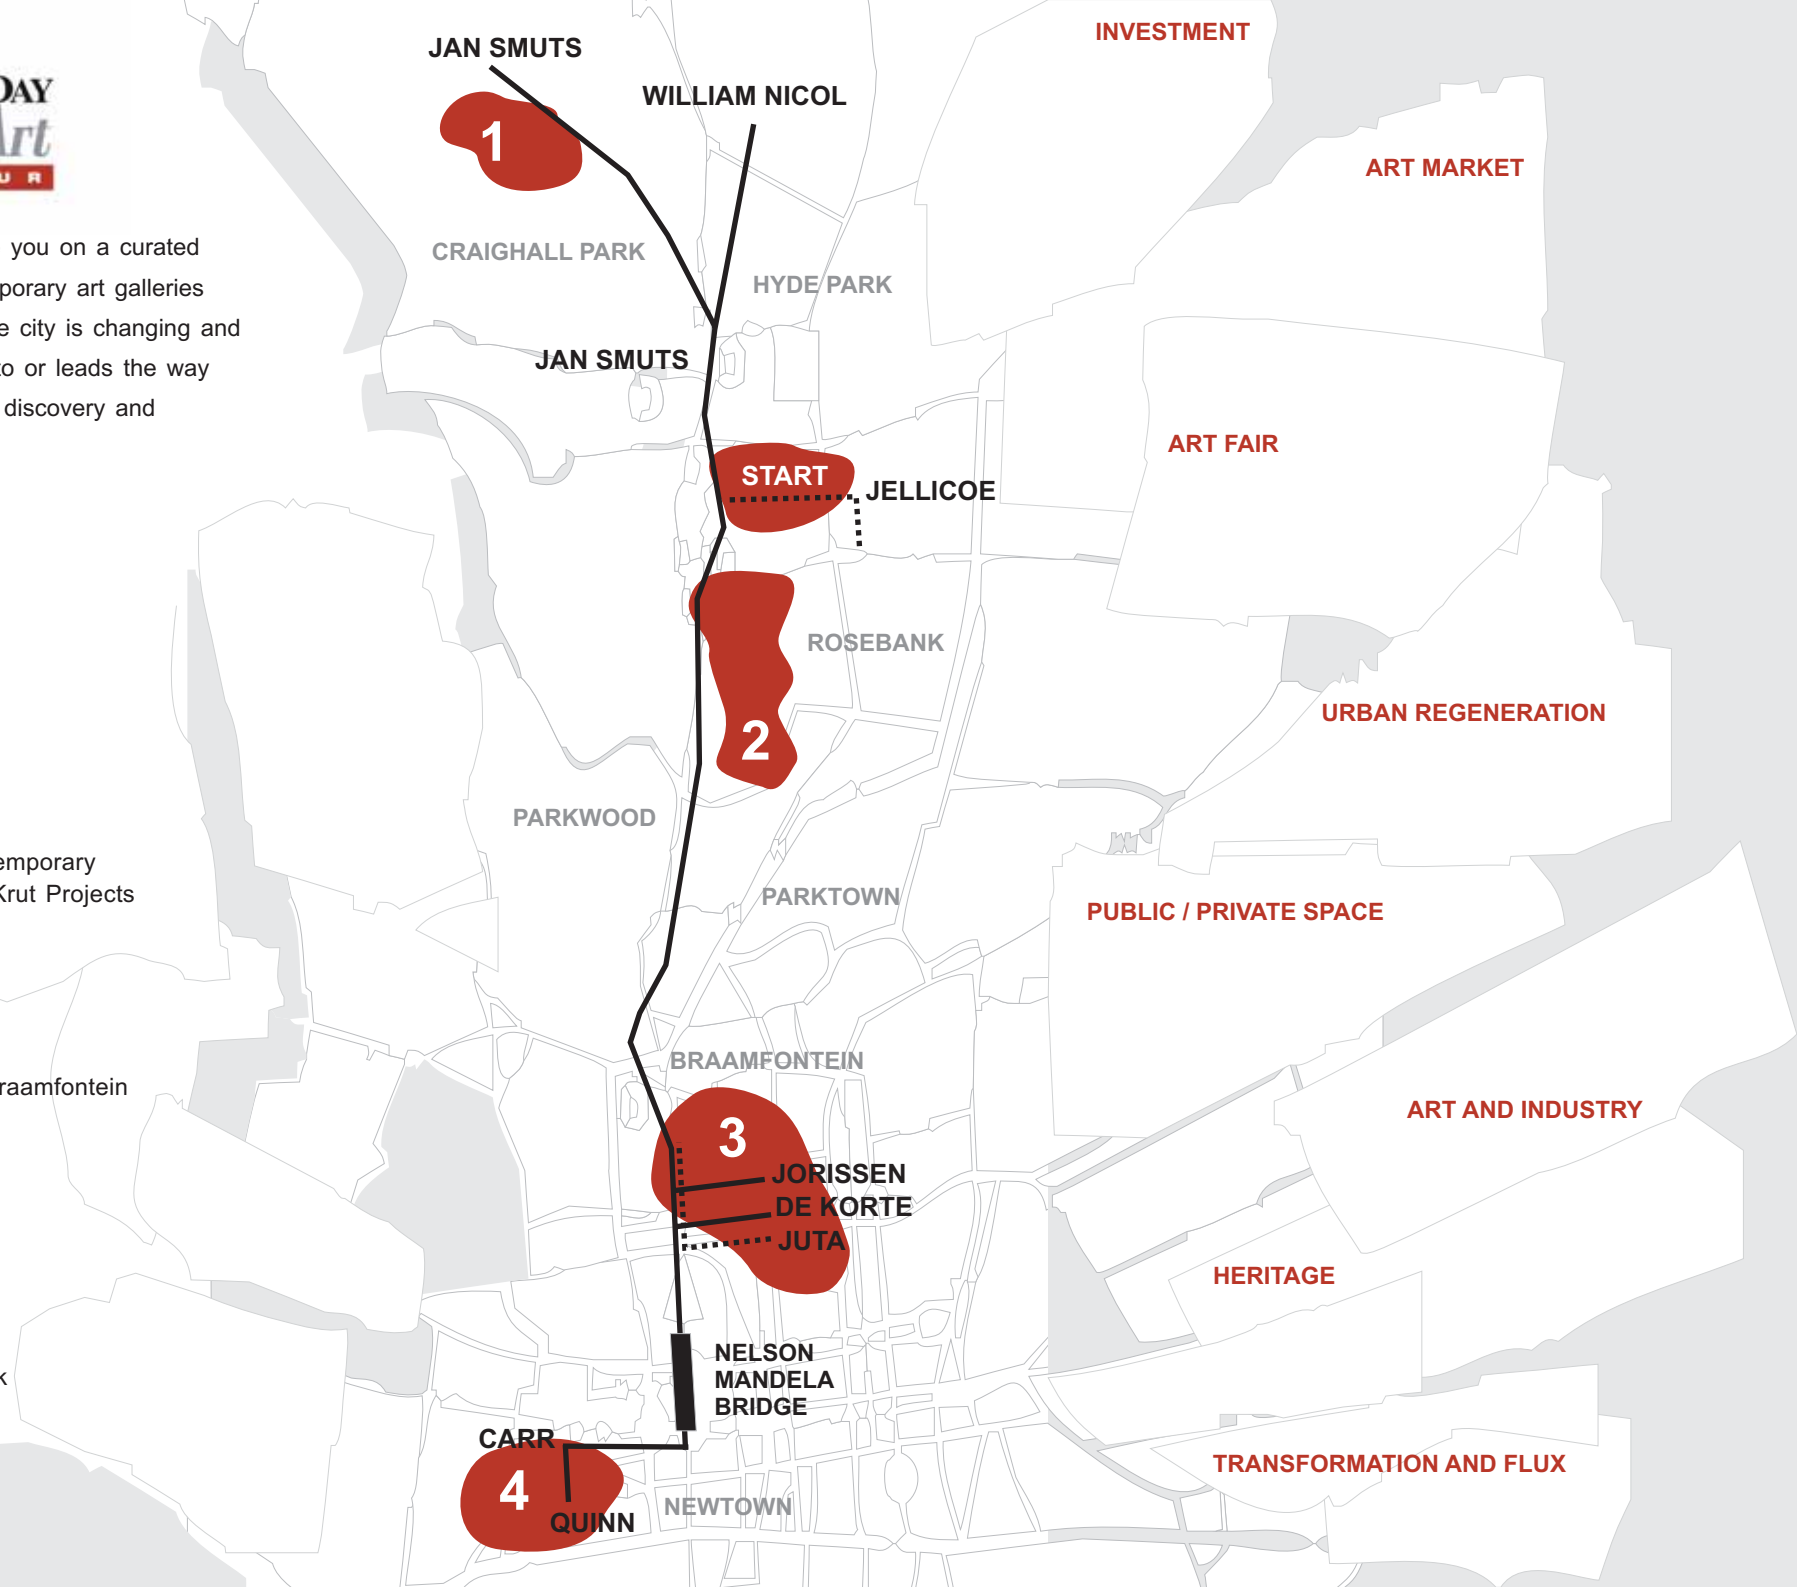 DAY
Art
U R
you on a curated
porary art galleries
e city is changing and
to or leads the way
discovery and
emporary
Krut Projects
raamfontein
k
JAN SMUTS
WILLIAM NICOL
1
CRAIGHALL PARK
HYDE PARK
JAN SMUTS
START
JELLICOE
ROSEBANK
2
PARKWOOD
PARKTOWN
BRAAMFONTEIN
3
JORISSEN
DE KORTE
JUTA
NELSON
MANDELA
BRIDGE
CARR
4
QUINN
NEWTOWN
INVESTMENT
ART MARKET
ART FAIR
URBAN REGENERATION
PUBLIC / PRIVATE SPACE
ART AND INDUSTRY
HERITAGE
TRANSFORMATION AND FLUX